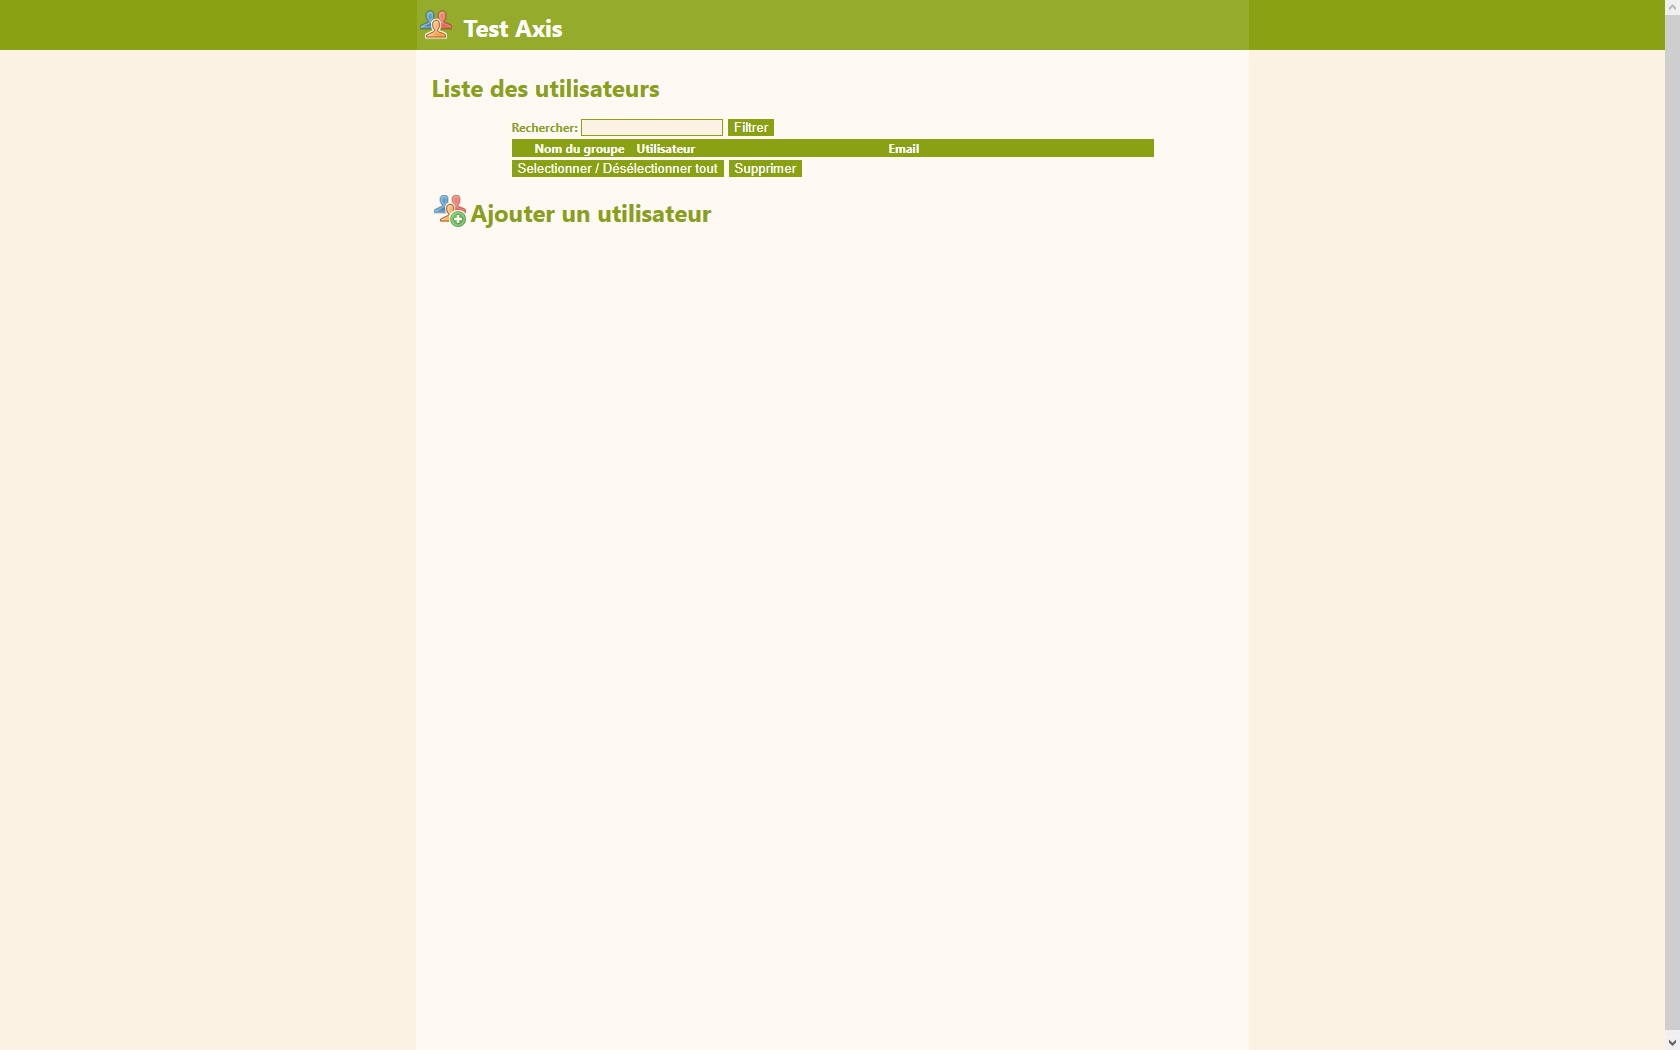 Test Axis
Liste des utilisateurs
Rechercher: Filtrer
Nom du groupe Utilisateur Email
Selectionner / Désélectionner tout Supprimer
Ajouter un utilisateur